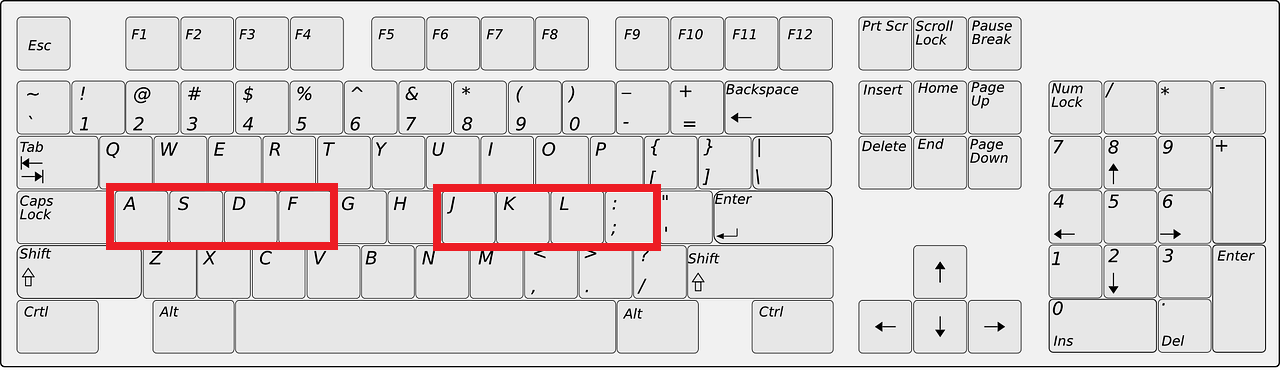 Esc F1 F2 F3 F4 F5 F6 F7 F8 F9 F10 F11 F12 Prt Scr Scroll Lock Pause Break
~ ` ! 1 @ 2 # 3 $ 4 % 5 ^ 6 & 7 * 8 ( 9 ) 0 _ - + = Backspace ← Insert Home Page Up Num Lock / * -
Tab Q W E R T Y U I O P { [ } ] | \ Delete End Page Down 7 8 ↑ 9 +
Caps Lock A S D F G H J K L : ; " ' Enter 4 ← 5 6 →
Shift ⇧ Z X C V B N M < , > . ? / Shift ⇧ ↑ 1 2 ↓ 3 Enter
Crtl Alt Alt Ctrl ← ↓ → 0 Ins . Del